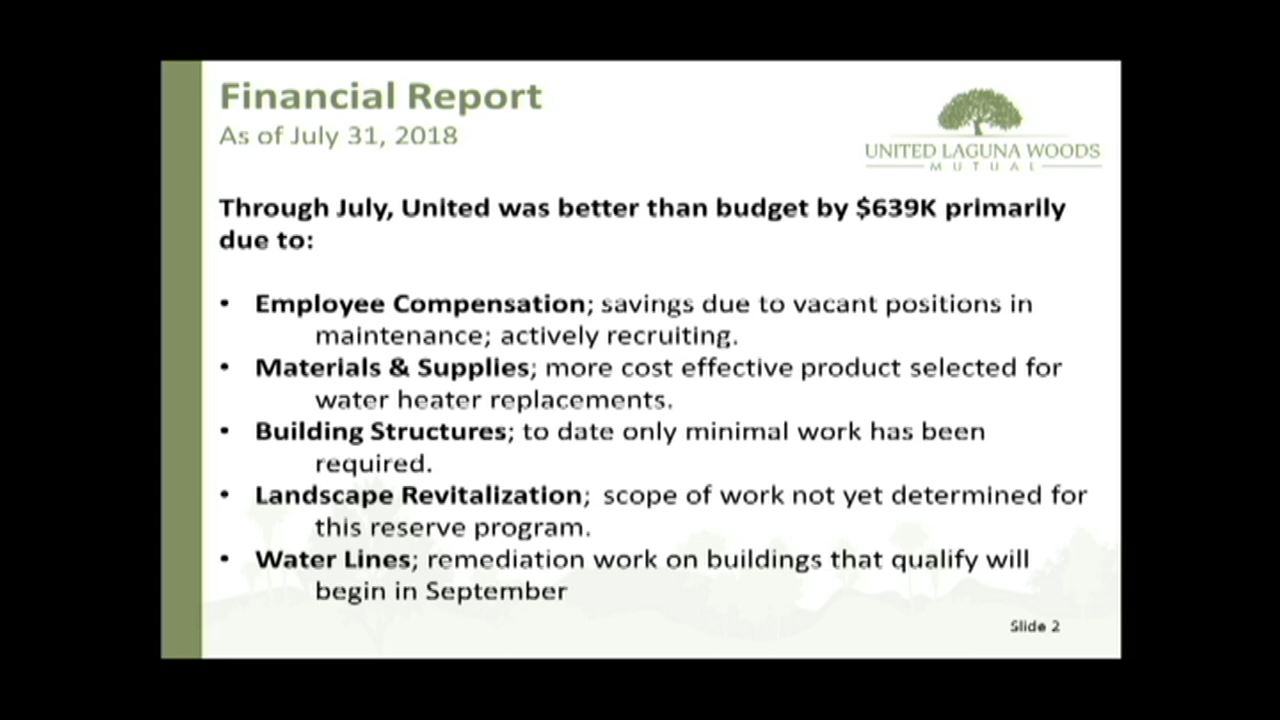 Financial Report
As of July 31, 2018
UNITED LAGUNA WOODS
MUTUAL
Through July, United was better than budget by $639K primarily
due to:
• Employee Compensation; savings due to vacant positions in
maintenance; actively recruiting.
• Materials & Supplies; more cost effective product selected for
water heater replacements.
• Building Structures; to date only minimal work has been
required.
• Landscape Revitalization; scope of work not yet determined for
this reserve program.
• Water Lines; remediation work on buildings that qualify will
begin in September
Slide 2